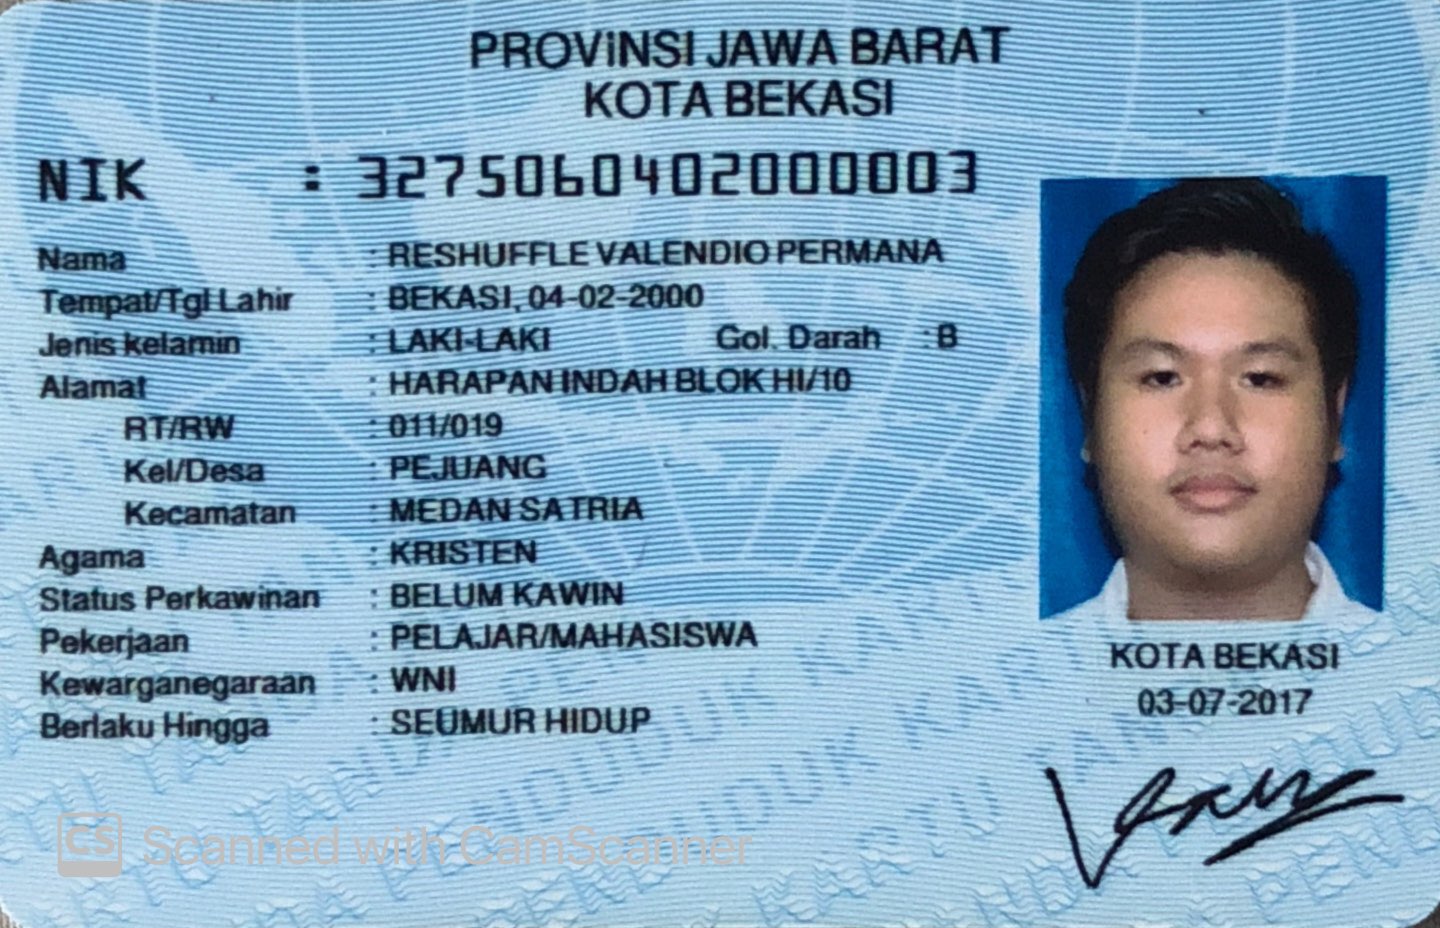 PROVINSI JAWA BARAT
KOTA BEKASI
NIK : 3275060402000003
Nama : RESHUFFLE VALENDIO PERMANA
Tempat/Tgl Lahir : BEKASI, 04-02-2000
Jenis kelamin : LAKI-LAKI Gol. Darah : B
Alamat : HARAPAN INDAH BLOK HI/10
RT/RW : 011/019
Kel/Desa : PEJUANG
Kecamatan : MEDAN SATRIA
Agama : KRISTEN
Status Perkawinan : BELUM KAWIN
Pekerjaan : PELAJAR/MAHASISWA
Kewarganegaraan : WNI
Berlaku Hingga : SEUMUR HIDUP
KOTA BEKASI
03-07-2017
CS Scanned with CamScanner